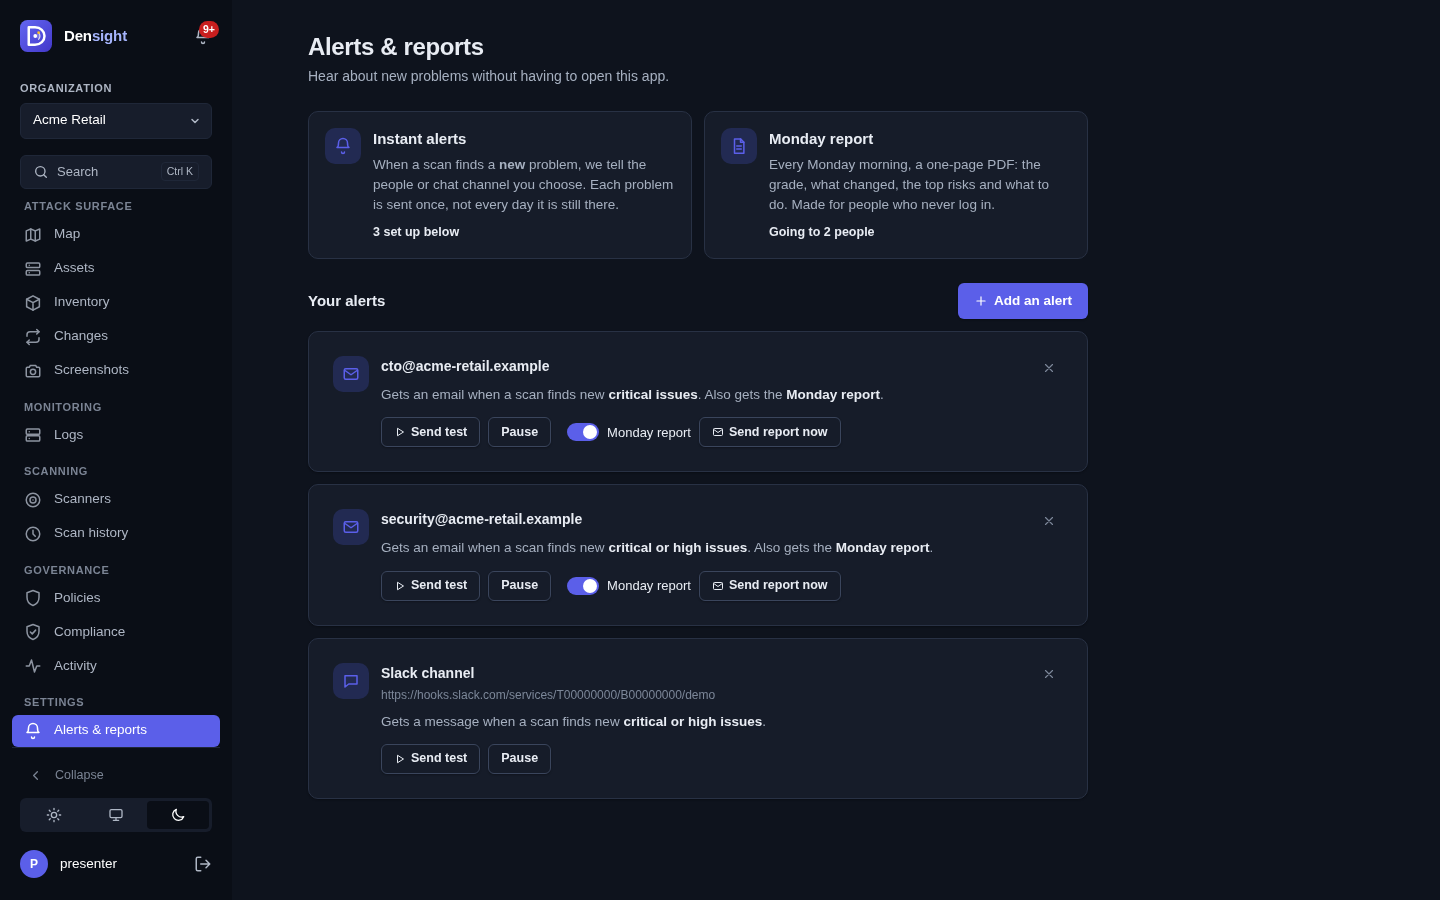 Densight
9+
ORGANIZATION
Acme Retail
Search
Ctrl K
ATTACK SURFACE
Map
Assets
Inventory
Changes
Screenshots
MONITORING
Logs
SCANNING
Scanners
Scan history
GOVERNANCE
Policies
Compliance
Activity
SETTINGS
Alerts & reports
Collapse
P
presenter
Alerts & reports
Hear about new problems without having to open this app.
Instant alerts
When a scan finds a new problem, we tell the
people or chat channel you choose. Each problem
is sent once, not every day it is still there.
3 set up below
Monday report
Every Monday morning, a one-page PDF: the
grade, what changed, the top risks and what to
do. Made for people who never log in.
Going to 2 people
Your alerts
Add an alert
cto@acme-retail.example
Gets an email when a scan finds new critical issues. Also gets the Monday report.
Send test
Pause
Monday report
Send report now
security@acme-retail.example
Gets an email when a scan finds new critical or high issues. Also gets the Monday report.
Send test
Pause
Monday report
Send report now
Slack channel
https://hooks.slack.com/services/T00000000/B00000000/demo
Gets a message when a scan finds new critical or high issues.
Send test
Pause